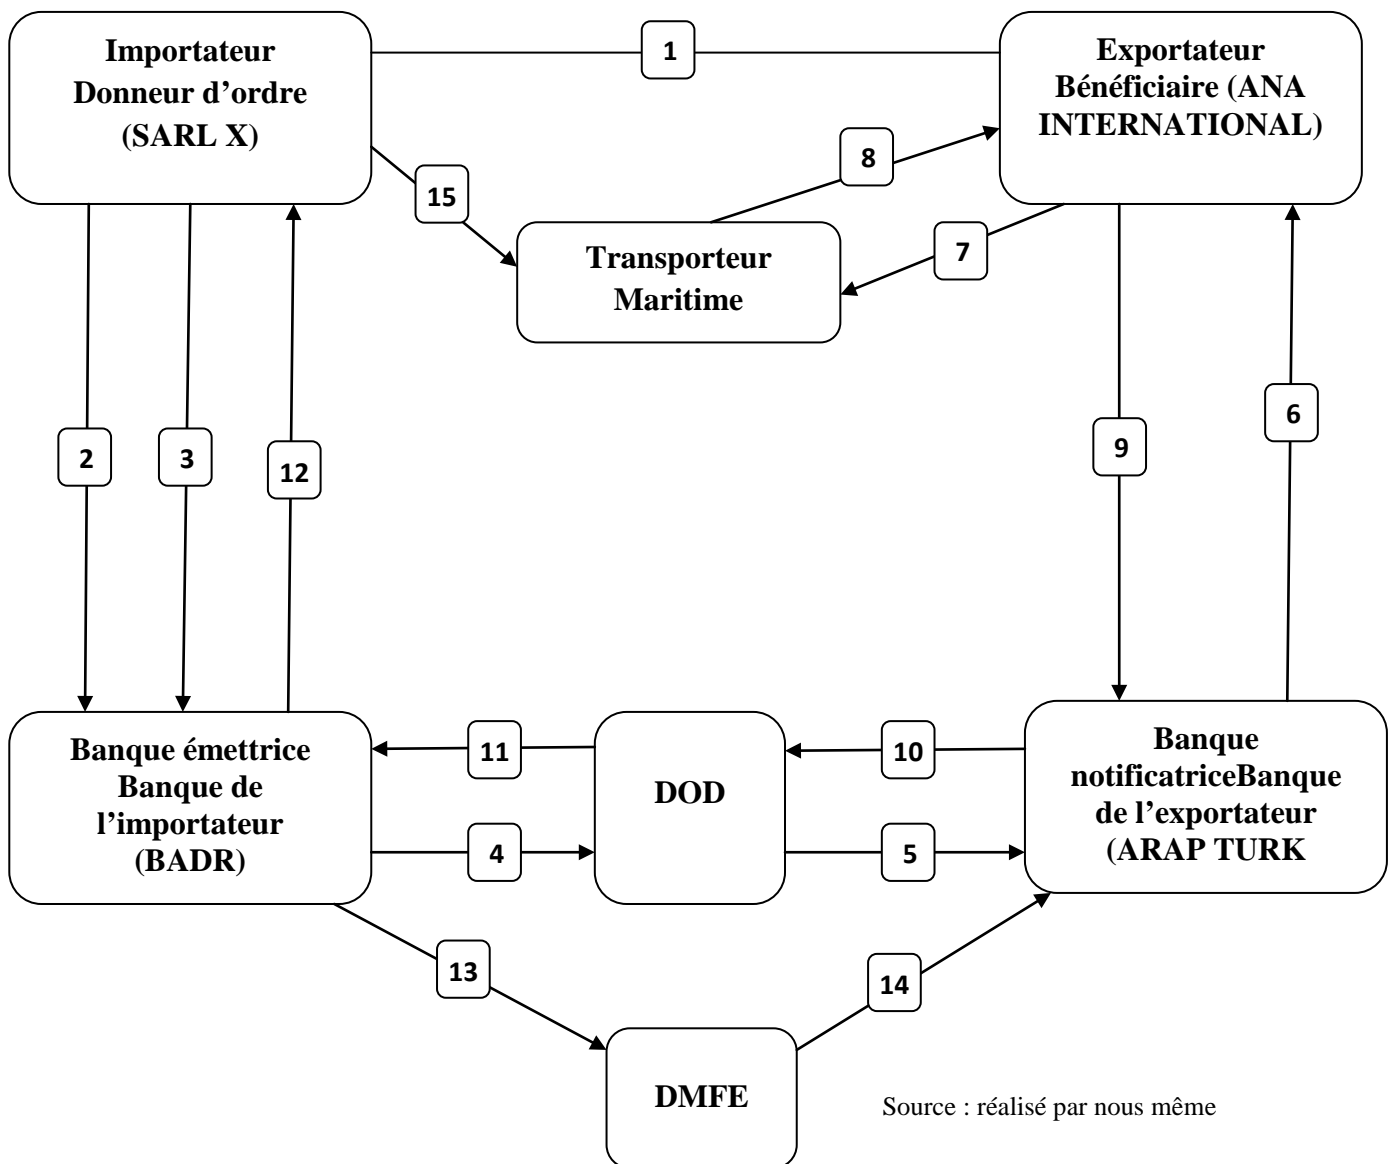 Importateur
Donneur d’ordre
(SARL X)
1
Exportateur
Bénéficiaire (ANA
INTERNATIONAL)
8
15
7
Transporteur
Maritime
2
3
12
9
6
Banque émettrice
Banque de
l’importateur
(BADR)
11
4
DOD
10
5
Banque
notificatriceBanque
de l’exportateur
(ARAP TURK
13
14
DMFE
Source : réalisé par nous même